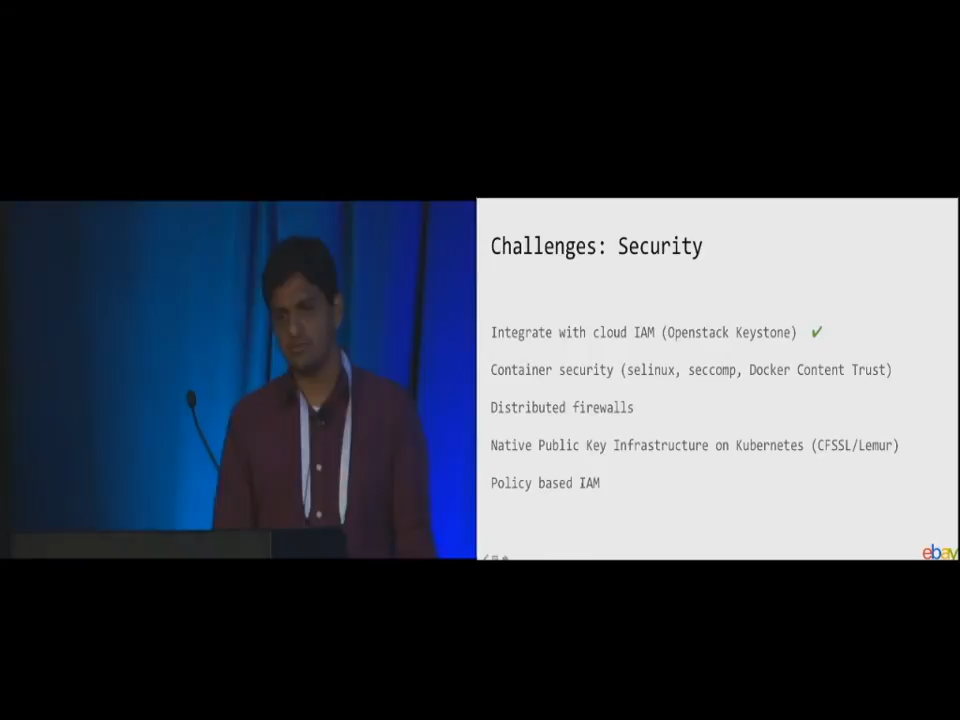 Challenges: Security
Integrate with cloud IAM (Openstack Keystone) ✔
Container security (selinux, seccomp, Docker Content Trust)
Distributed firewalls
Native Public Key Infrastructure on Kubernetes (CFSSL/Lemur)
Policy based IAM
ebay